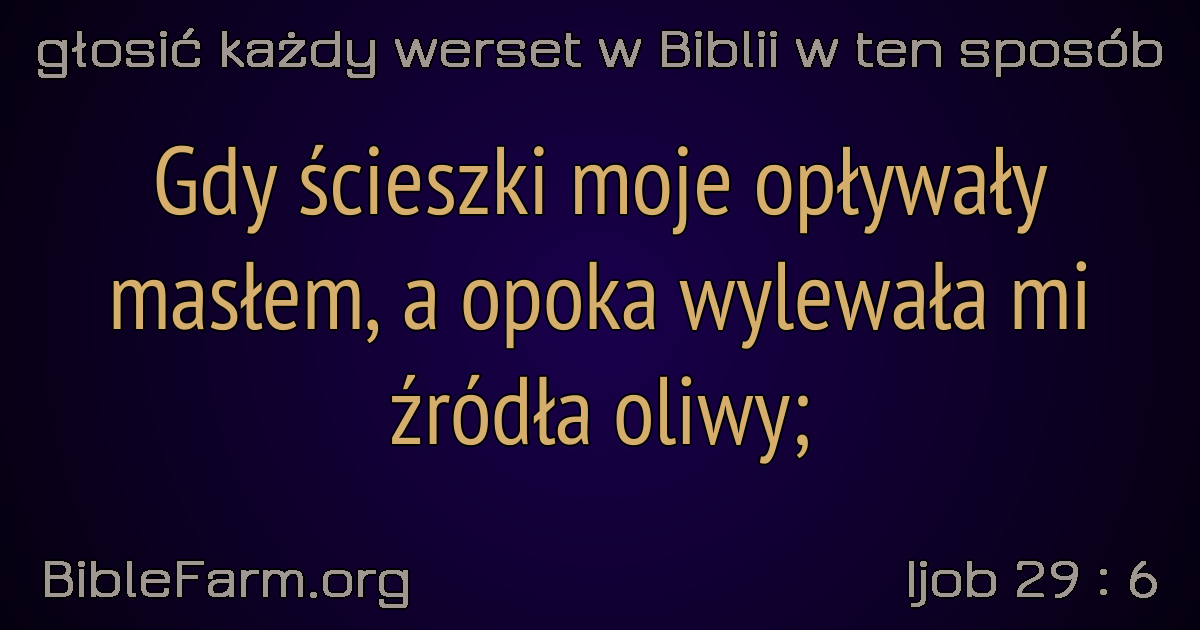 głosić każdy werset w Biblii w ten sposób
Gdy ścieszki moje opływały
masłem, a opoka wylewała mi
źródła oliwy;
BibleFarm.org
Ijob 29 : 6